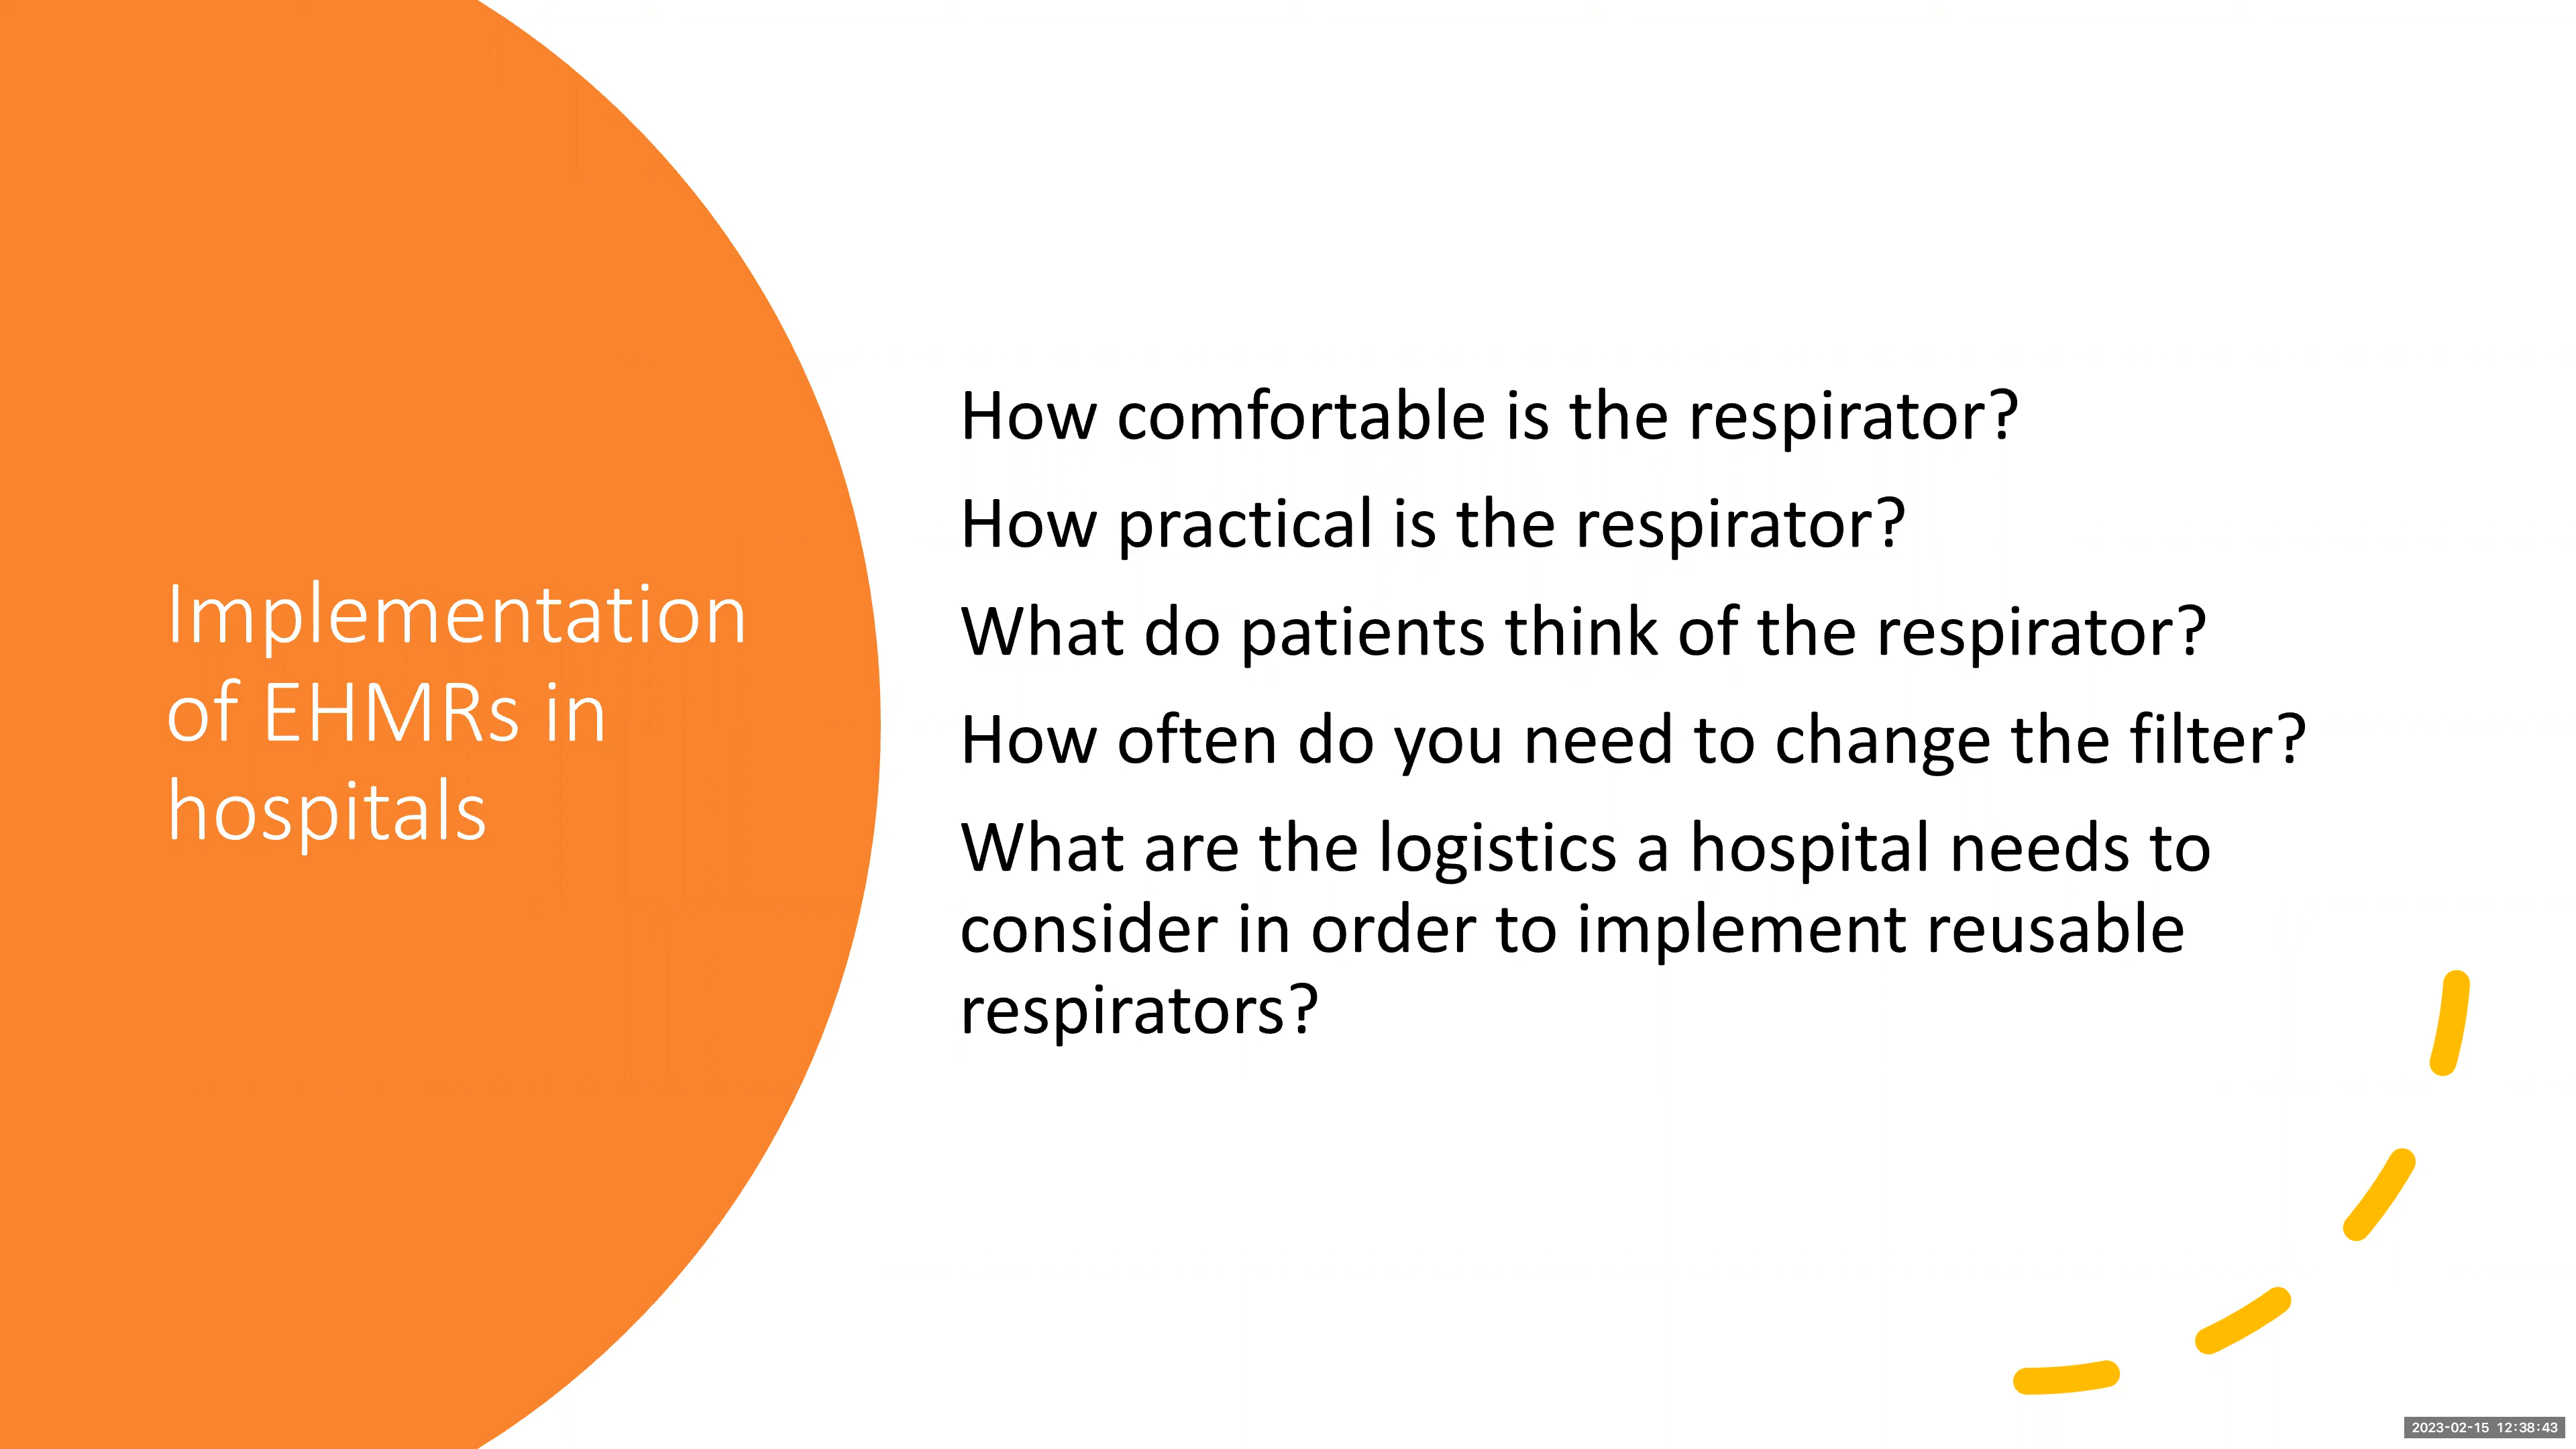 Implementation
of EHMRs in
hospitals
How comfortable is the respirator?
How practical is the respirator?
What do patients think of the respirator?
How often do you need to change the filter?
What are the logistics a hospital needs to
consider in order to implement reusable
respirators?
2023-02-15 12:38:43